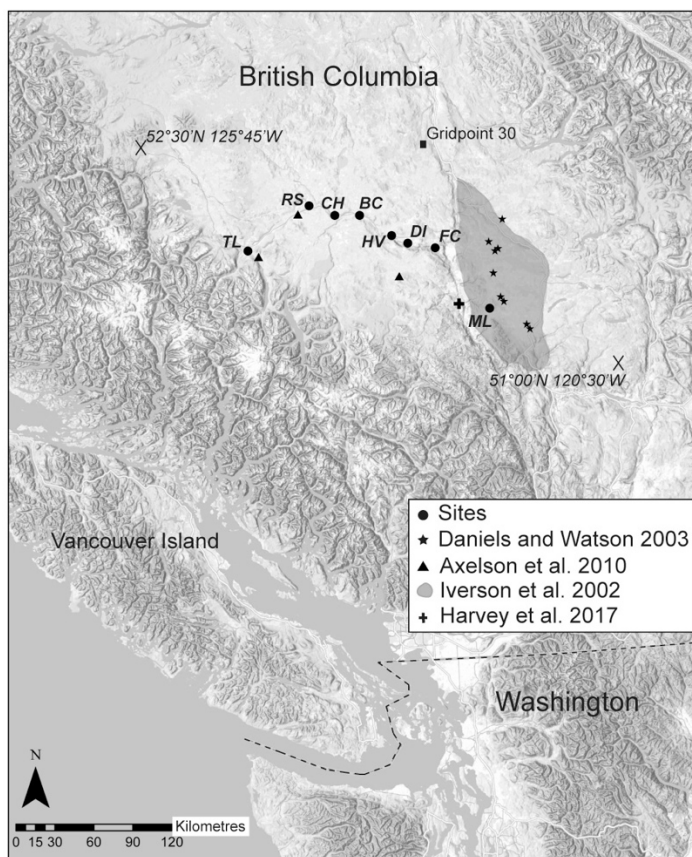 British Columbia
52°30'N 125°45'W
Gridpoint 30
RS
CH
BC
TL
HV
DI
FC
ML
51°00'N 120°30'W
Vancouver Island
Sites
Daniels and Watson 2003
Axelson et al. 2010
Iverson et al. 2002
Harvey et al. 2017
Washington
N
Kilometres
0 15 30 60 90 120